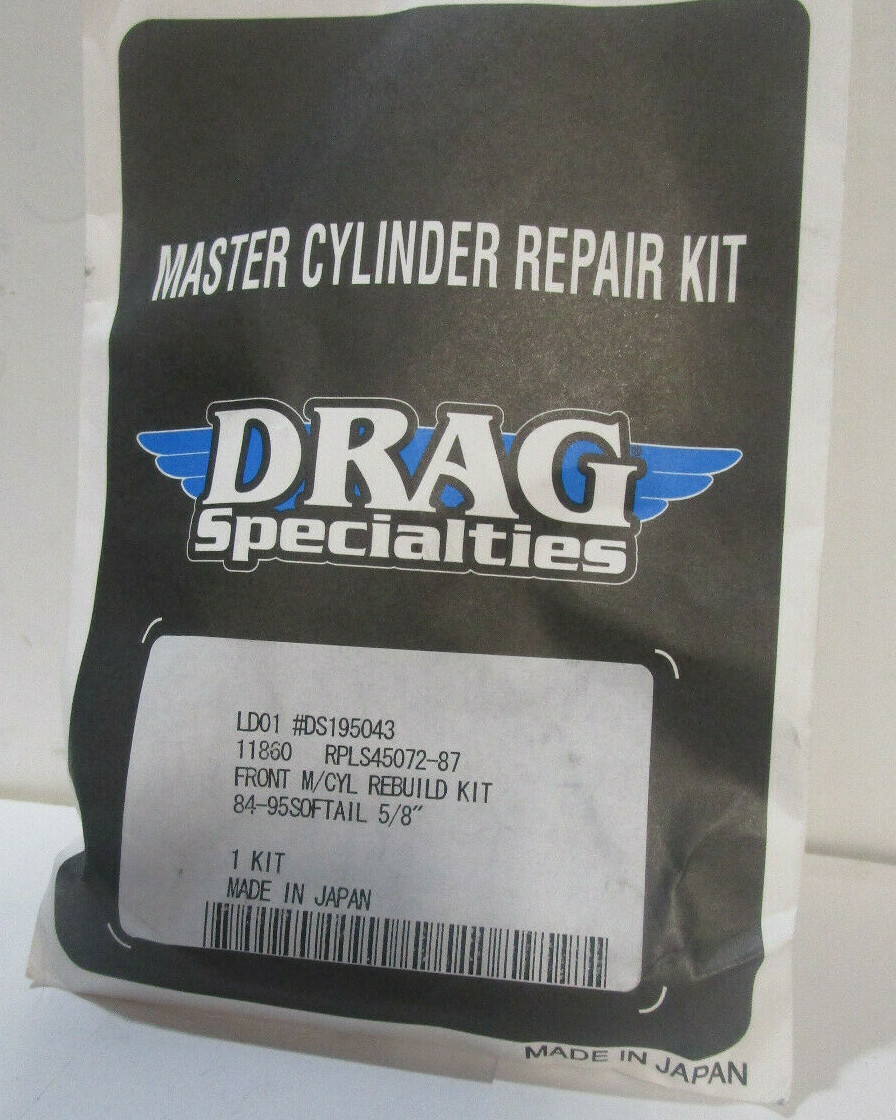 MASTER CYLINDER REPAIR KIT
DRAG®
Specialties
LD01 #DS195043
11860 RPLS45072-87
FRONT M/CYL REBUILD KIT
84-95SOFTAIL 5/8″
1 KIT
MADE IN JAPAN
MADE IN JAPAN